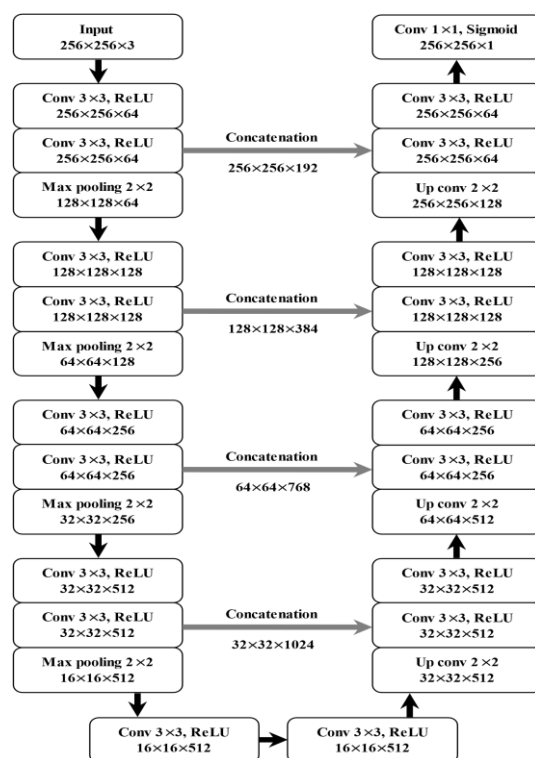 Input
256×256×3
Conv 3×3, ReLU
256×256×64
Conv 3×3, ReLU
256×256×64
Max pooling 2×2
128×128×64
Conv 3×3, ReLU
128×128×128
Conv 3×3, ReLU
128×128×128
Max pooling 2×2
64×64×128
Conv 3×3, ReLU
64×64×256
Conv 3×3, ReLU
64×64×256
Max pooling 2×2
32×32×256
Conv 3×3, ReLU
32×32×512
Conv 3×3, ReLU
32×32×512
Max pooling 2×2
16×16×512
Conv 3×3, ReLU
16×16×512
Conv 3×3, ReLU
16×16×512
Concatenation
256×256×192
Concatenation
128×128×384
Concatenation
64×64×768
Concatenation
32×32×1024
Conv 1×1, Sigmoid
256×256×1
Conv 3×3, ReLU
256×256×64
Conv 3×3, ReLU
256×256×64
Up conv 2×2
256×256×128
Conv 3×3, ReLU
128×128×128
Conv 3×3, ReLU
128×128×128
Up conv 2×2
128×128×256
Conv 3×3, ReLU
64×64×256
Conv 3×3, ReLU
64×64×256
Up conv 2×2
64×64×512
Conv 3×3, ReLU
32×32×512
Conv 3×3, ReLU
32×32×512
Up conv 2×2
32×32×512